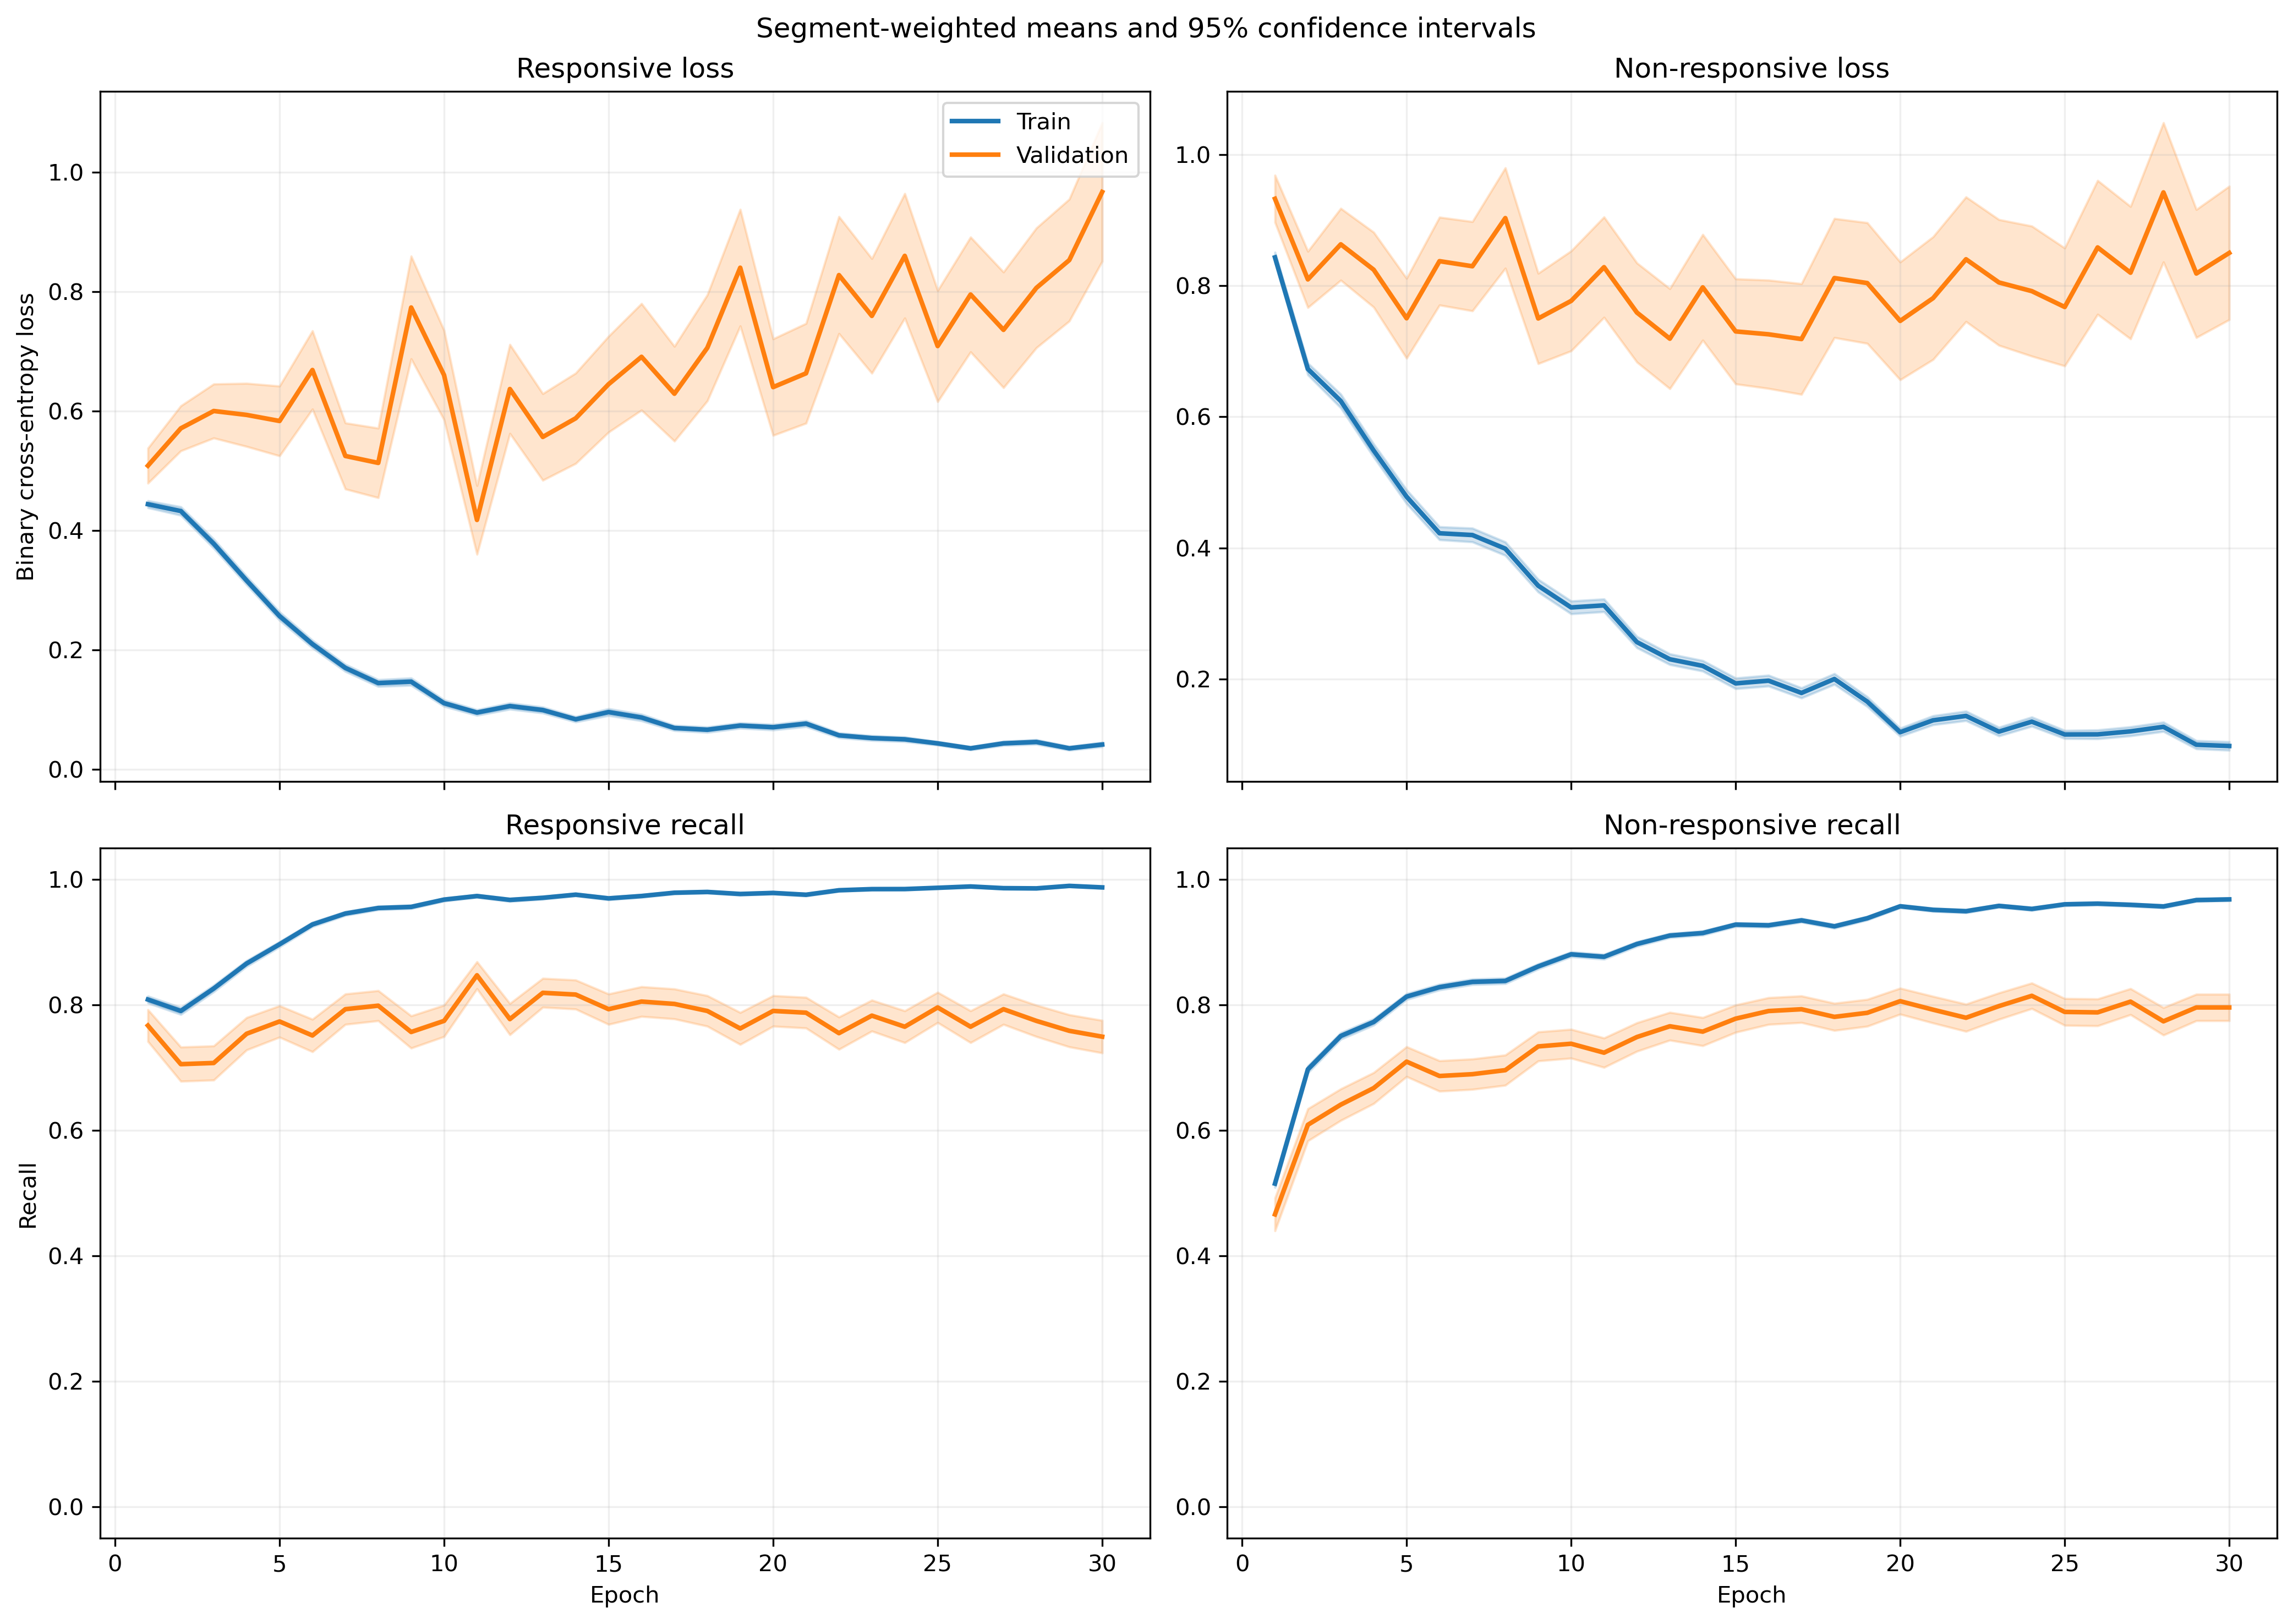 Segment-weighted means and 95% confidence intervals
Responsive loss
Non-responsive loss
Train
Validation
Binary cross-entropy loss
1.0
0.8
0.6
0.4
0.2
0.0
1.0
0.8
0.6
0.4
0.2
Responsive recall
Non-responsive recall
Recall
1.0
0.8
0.6
0.4
0.2
0.0
0 5 10 15 20 25 30
Epoch
1.0
0.8
0.6
0.4
0.2
0.0
0 5 10 15 20 25 30
Epoch